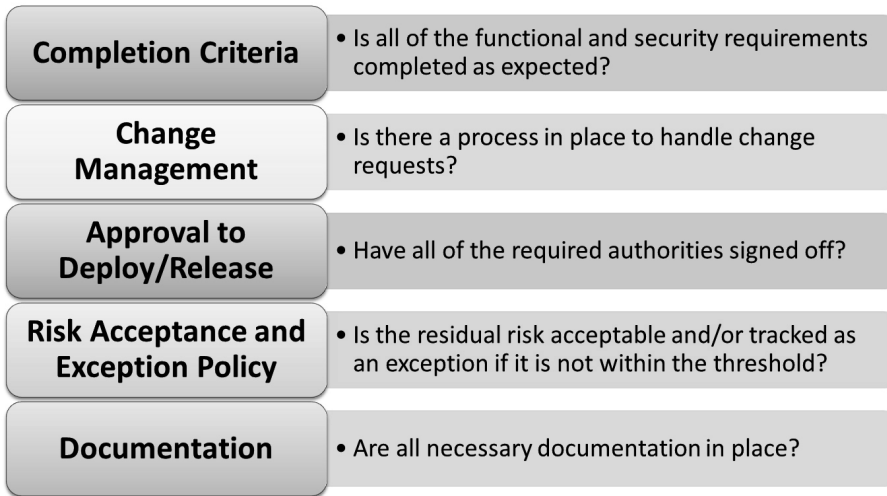 Completion Criteria
• Is all of the functional and security requirements
completed as expected?
Change
Management
• Is there a process in place to handle change
requests?
Approval to
Deploy/Release
• Have all of the required authorities signed off?
Risk Acceptance and
Exception Policy
• Is the residual risk acceptable and/or tracked as
an exception if it is not within the threshold?
Documentation
• Are all necessary documentation in place?